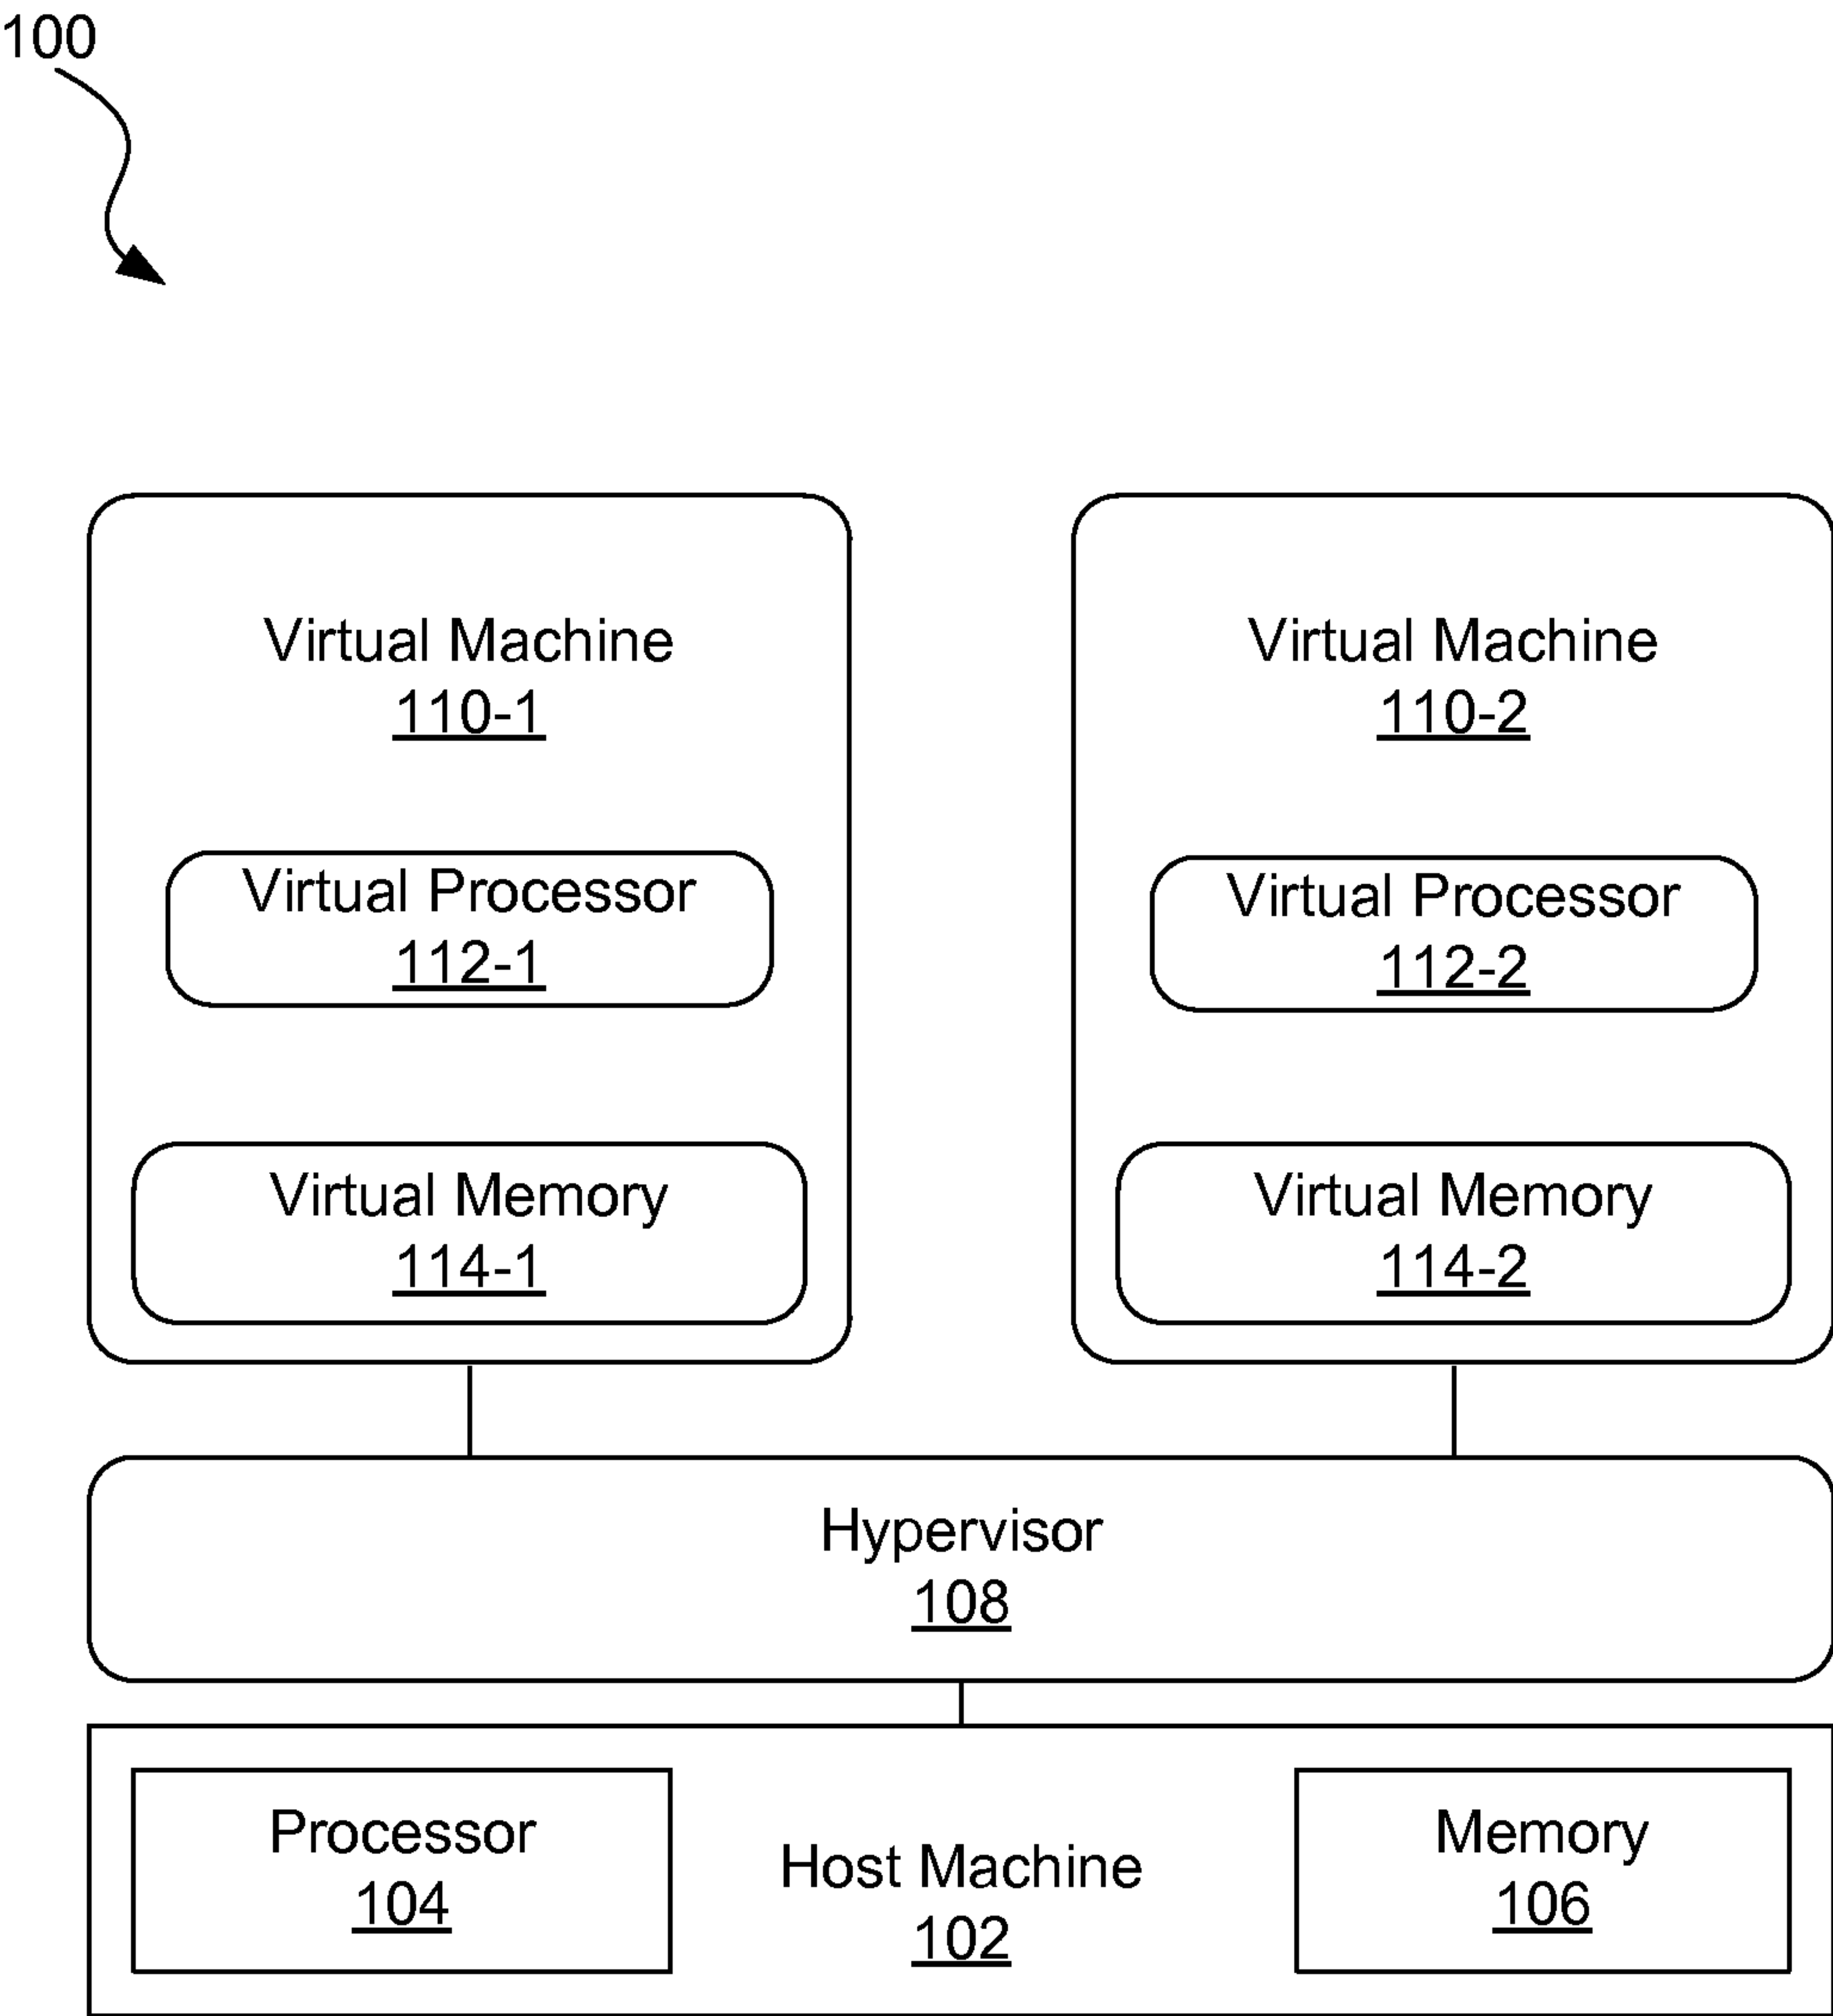 100
Virtual Machine
110-1
Virtual Processor
112-1
Virtual Memory
114-1
Virtual Machine
110-2
Virtual Processor
112-2
Virtual Memory
114-2
Hypervisor
108
Processor
104
Host Machine
102
Memory
106